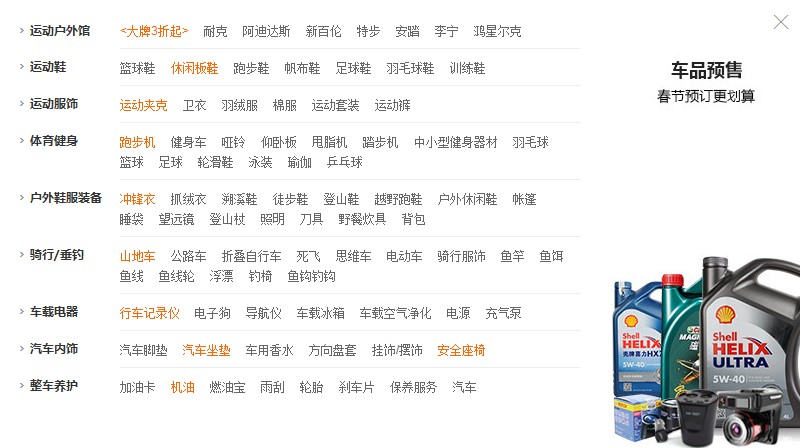 运动户外馆 <大牌3折起> 耐克 阿迪达斯 新百伦 特步 安踏 李宁 鸿星尔克
运动鞋 篮球鞋 休闲板鞋 跑步鞋 帆布鞋 足球鞋 羽毛球鞋 训练鞋
运动服饰 运动夹克 卫衣 羽绒服 棉服 运动套装 运动裤
体育健身 跑步机 健身车 哑铃 仰卧板 甩脂机 踏步机 中小型健身器材 羽毛球
篮球 足球 轮滑鞋 泳装 瑜伽 乒乓球
户外鞋服装备 冲锋衣 抓绒衣 溯溪鞋 徒步鞋 登山鞋 越野跑鞋 户外休闲鞋 帐篷
睡袋 望远镜 登山杖 照明 刀具 野餐炊具 背包
骑行/垂钓 山地车 公路车 折叠自行车 死飞 思维车 电动车 骑行服饰 鱼竿 鱼饵
鱼线 鱼线轮 浮漂 钓椅 鱼钩钓钩
车载电器 行车记录仪 电子狗 导航仪 车载冰箱 车载空气净化 电源 充气泵
汽车内饰 汽车脚垫 汽车坐垫 车用香水 方向盘套 挂饰/摆饰 安全座椅
整车养护 加油卡 机油 燃油宝 雨刮 轮胎 刹车片 保养服务 汽车
车品预售
春节预订更划算
Shell
HELIX HX7
壳牌喜力
5W-40
Shell
HELIX
ULTRA
5W-40
4L